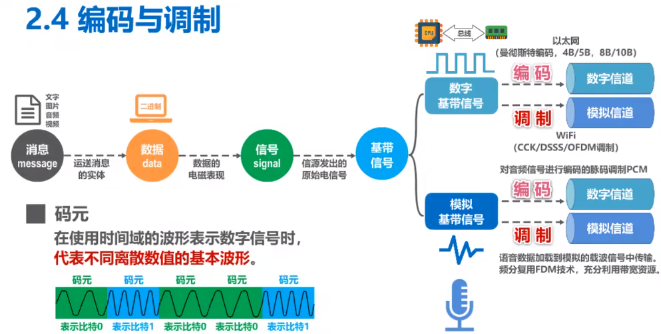 2.4 编码与调制
CPU
总线
以太网
(曼彻斯特编码，4B/5B，8B/10B)
文字
图片
音频
视频
二进制
数字
基带信号
编码
数字信道
调制
模拟信道
WiFi
(CCK/DSSS/OFDM调制)
消息
message
运送消息
的实体
数据
data
数据的
电磁表现
信号
signal
信源发出的
原始电信号
基带
信号
对音频信号进行编码的脉码调制PCM
模拟
基带信号
编码
数字信道
调制
模拟信道
语音数据加载到模拟的载波信号中传输。
频分复用FDM技术，充分利用带宽资源。
码元
在使用时间域的波形表示数字信号时，
代表不同离散数值的基本波形。
码元 码元 码元 码元 码元
表示比特0 表示比特1 表示比特0 表示比特0 表示比特1